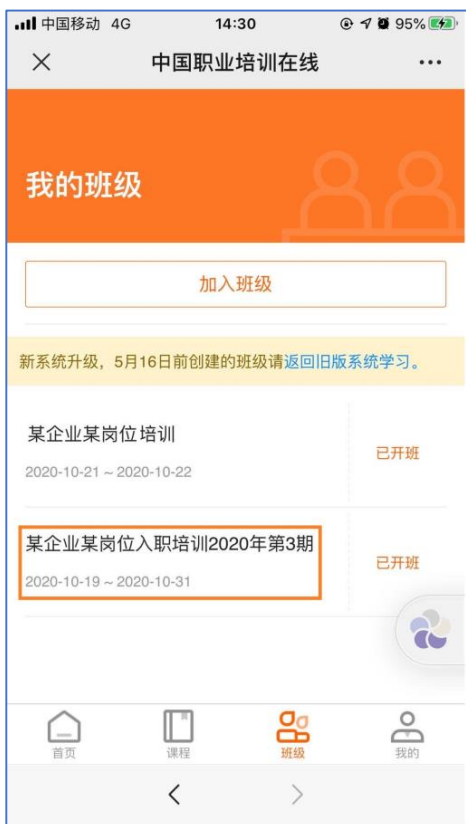 中国移动 4G 14:30 95%
中国职业培训在线
我的班级
加入班级
新系统升级，5月16日前创建的班级请返回旧版系统学习。
某企业某岗位培训
已开班
2020-10-21 ~ 2020-10-22
某企业某岗位入职培训2020年第3期
已开班
2020-10-19 ~ 2020-10-31
首页 课程 班级 我的